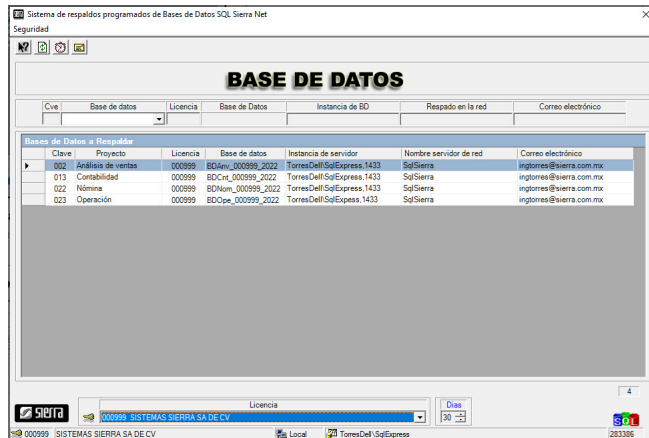 Sistema de respaldos programados de Bases de Datos SQL Sierra Net
Seguridad
BASE DE DATOS
Cve Base de datos Licencia Base de Datos Instancia de BD Respado en la red Correo electrónico
Bases de Datos a Respaldar
Clave Proyecto Licencia Base de datos Instancia de servidor Nombre servidor de red Correo electrónico
002 Análisis de ventas 000999 BDAnv_000999_2022 TorresDell\SqlExpress,1433 SqlSierra ingtorres@sierra.com.mx
013 Contabilidad 000999 BDCnt_000999_2022 TorresDell\SqlExpess,1433 SqlSierra ingtorres@sierra.com.mx
022 Nómina 000999 BDNom_000999_2022 TorresDell\SqlExpress,1433 SqlSierra ingtorres@sierra.com.mx
023 Operación 000999 BDOpe_000999_2022 TorresDell\SqlExpess,1433 SqlSierra ingtorres@sierra.com.mx
4
sierra
Licencia
000999 SISTEMAS SIERRA SA DE CV
Dias
30
SQL
000999 SISTEMAS SIERRA SA DE CV Local TorresDell\SqlExpress 283386